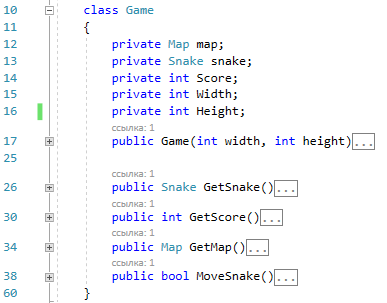 10 class Game
11 {
12 private Map map;
13 private Snake snake;
14 private int Score;
15 private int Width;
16 private int Height;
ссылка: 1
17 public Game(int width, int height)...
25
ссылка: 1
26 public Snake GetSnake()...
ссылка: 1
30 public int GetScore()...
ссылка: 1
34 public Map GetMap()...
ссылка: 1
38 public bool MoveSnake()...
60 }